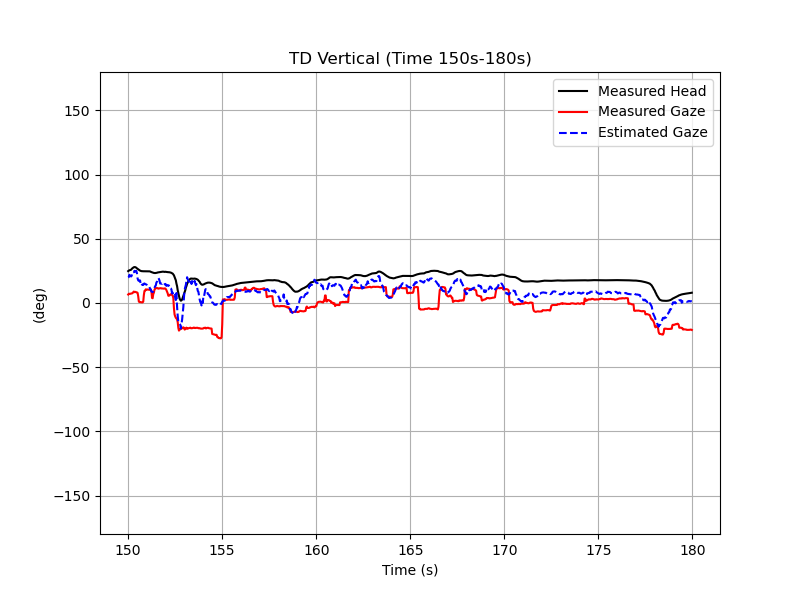 TD Vertical (Time 150s-180s)
Measured Head
Measured Gaze
Estimated Gaze
150
100
50
0
−50
−100
−150
(deg)
150 155 160 165 170 175 180
Time (s)